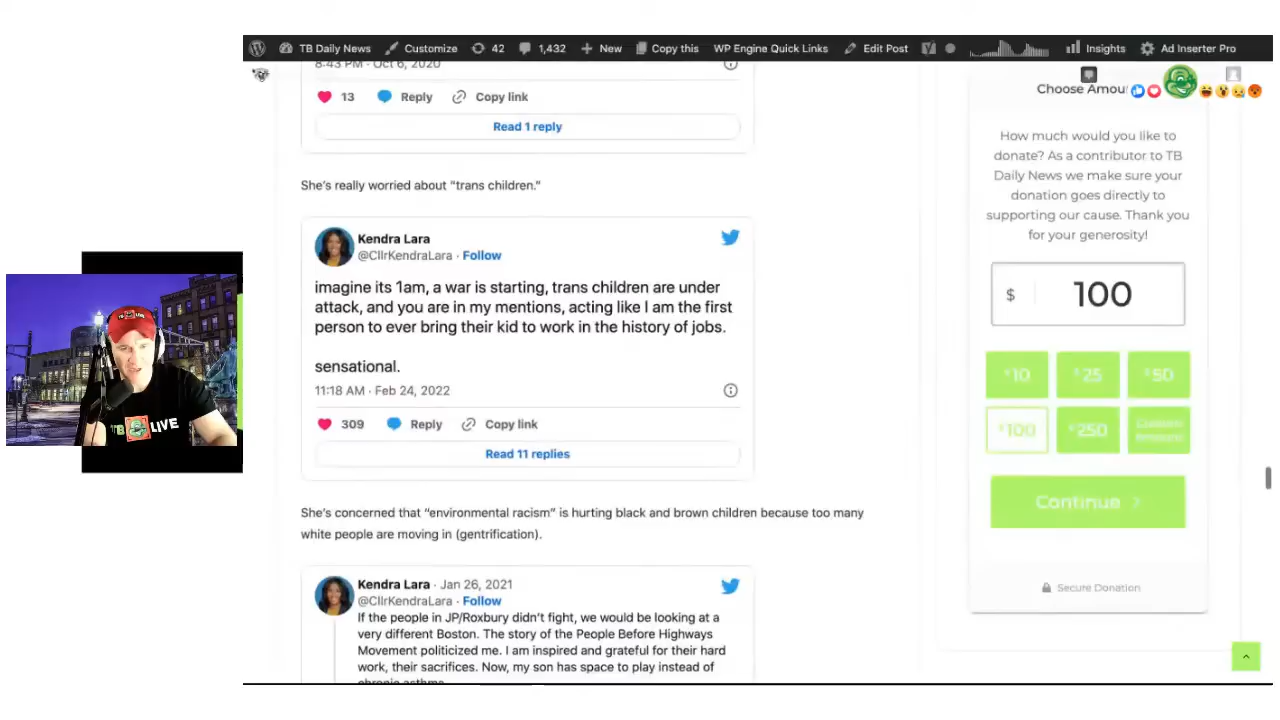 TB Daily News Customize 42 1,432 New Copy this WP Engine Quick Links Edit Post Insights Ad Inserter Pro
8:43 PM · Oct 6, 2020
13 Reply Copy link
Read 1 reply
She's really worried about "trans children."
Kendra Lara
@CllrKendraLara · Follow
imagine its 1am, a war is starting, trans children are under
attack, and you are in my mentions, acting like I am the first
person to ever bring their kid to work in the history of jobs.
sensational.
11:18 AM · Feb 24, 2022
309 Reply Copy link
Read 11 replies
She's concerned that "environmental racism" is hurting black and brown children because too many
white people are moving in (gentrification).
Kendra Lara · Jan 26, 2021
@CllrKendraLara · Follow
If the people in JP/Roxbury didn't fight, we would be looking at a
very different Boston. The story of the People Before Highways
Movement politicized me. I am inspired and grateful for their hard
work, their sacrifices. Now, my son has space to play instead of
chronic asthma
Choose Amou
How much would you like to
donate? As a contributor to TB
Daily News we make sure your
donation goes directly to
supporting our cause. Thank you
for your generosity!
$ 100
$10 $25 $50
$100 $250
Continue
Secure Donation
TB LIVE